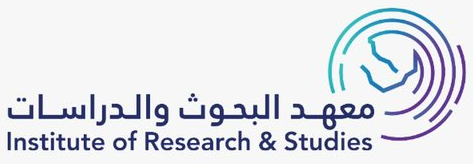 معهد البحوث والدراسات
Institute of Research & Studies